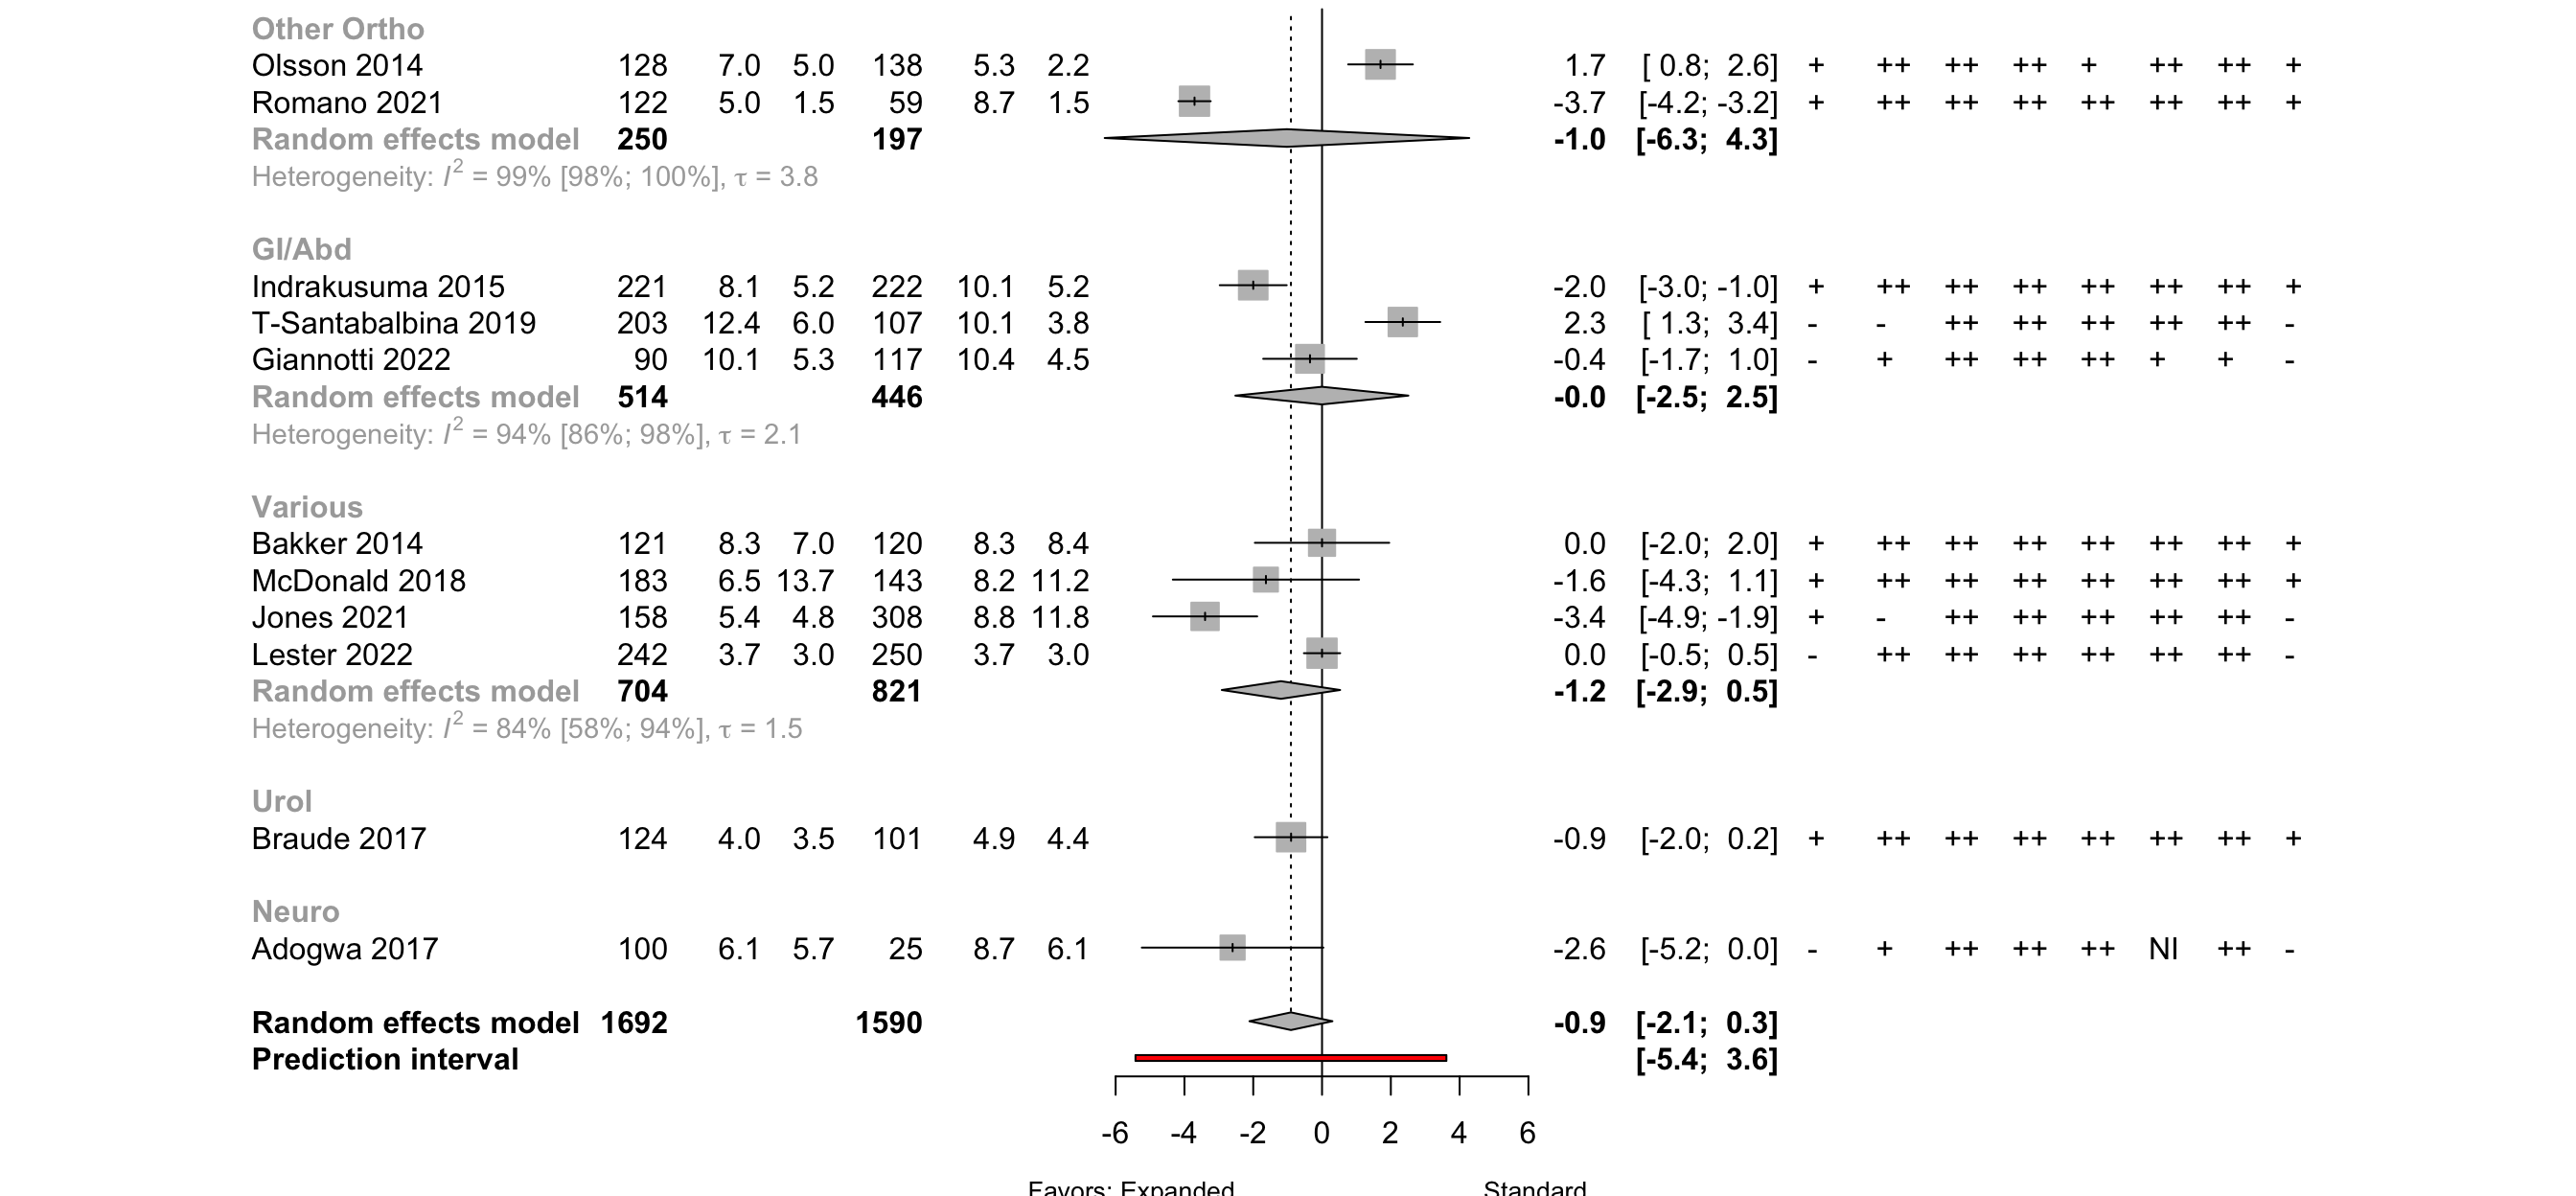 Other Ortho
Olsson 2014 128 7.0 5.0 138 5.3 2.2 1.7 [ 0.8; 2.6] + ++ ++ ++ + ++ ++ +
Romano 2021 122 5.0 1.5 59 8.7 1.5 -3.7 [-4.2; -3.2] + ++ ++ ++ ++ ++ ++ +
Random effects model 250 197 -1.0 [-6.3; 4.3]
Heterogeneity: I² = 99% [98%; 100%], τ = 3.8
GI/Abd
Indrakusuma 2015 221 8.1 5.2 222 10.1 5.2 -2.0 [-3.0; -1.0] + ++ ++ ++ ++ ++ ++ +
T-Santabalbina 2019 203 12.4 6.0 107 10.1 3.8 2.3 [ 1.3; 3.4] - - ++ ++ ++ ++ ++ -
Giannotti 2022 90 10.1 5.3 117 10.4 4.5 -0.4 [-1.7; 1.0] - + ++ ++ ++ + + -
Random effects model 514 446 -0.0 [-2.5; 2.5]
Heterogeneity: I² = 94% [86%; 98%], τ = 2.1
Various
Bakker 2014 121 8.3 7.0 120 8.3 8.4 0.0 [-2.0; 2.0] + ++ ++ ++ ++ ++ ++ +
McDonald 2018 183 6.5 13.7 143 8.2 11.2 -1.6 [-4.3; 1.1] + ++ ++ ++ ++ ++ ++ +
Jones 2021 158 5.4 4.8 308 8.8 11.8 -3.4 [-4.9; -1.9] + - ++ ++ ++ ++ ++ -
Lester 2022 242 3.7 3.0 250 3.7 3.0 0.0 [-0.5; 0.5] - ++ ++ ++ ++ ++ ++ -
Random effects model 704 821 -1.2 [-2.9; 0.5]
Heterogeneity: I² = 84% [58%; 94%], τ = 1.5
Urol
Braude 2017 124 4.0 3.5 101 4.9 4.4 -0.9 [-2.0; 0.2] + ++ ++ ++ ++ ++ ++ +
Neuro
Adogwa 2017 100 6.1 5.7 25 8.7 6.1 -2.6 [-5.2; 0.0] - + ++ ++ ++ NI ++ -
Random effects model 1692 1590 -0.9 [-2.1; 0.3]
Prediction interval [-5.4; 3.6]
-6 -4 -2 0 2 4 6
Favors: Expanded Standard